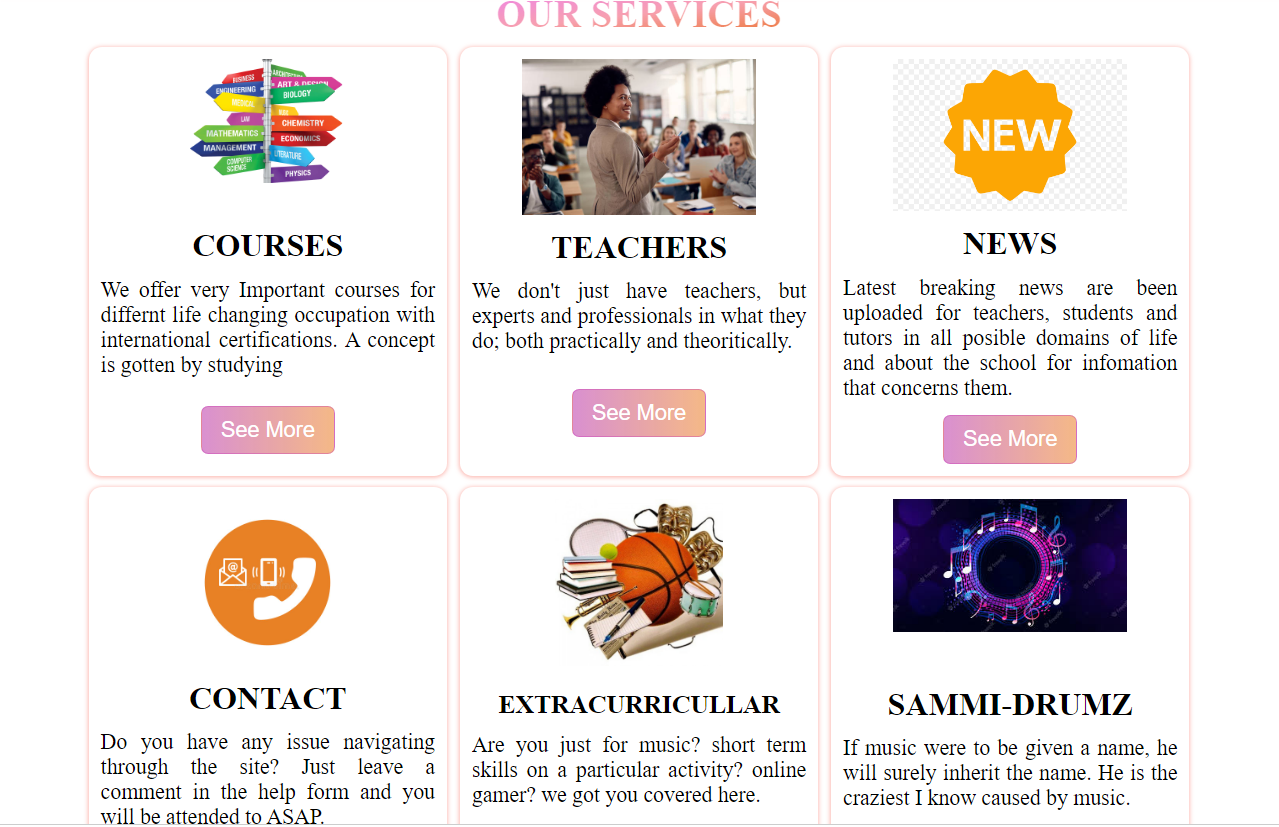 OUR SERVICES
BUSINESS
ARCHITECTURE
ENGINEERING
ART & DESIGN
MEDICAL
BIOLOGY
LAW
CHEMISTRY
MATHEMATICS
ECONOMICS
MANAGEMENT
LITERATURE
COMPUTER
SCIENCE
PHYSICS
NEW
COURSES
TEACHERS
NEWS
We offer very Important courses for
differnt life changing occupation with
international certifications. A concept
is gotten by studying
See More
We don't just have teachers, but
experts and professionals in what they
do; both practically and theoritically.
See More
Latest breaking news are been
uploaded for teachers, students and
tutors in all posible domains of life
and about the school for infomation
that concerns them.
See More
CONTACT
EXTRACURRICULLAR
SAMMI-DRUMZ
Do you have any issue navigating
through the site? Just leave a
comment in the help form and you
will be attended to ASAP.
Are you just for music? short term
skills on a particular activity? online
gamer? we got you covered here.
If music were to be given a name, he
will surely inherit the name. He is the
craziest I know caused by music.